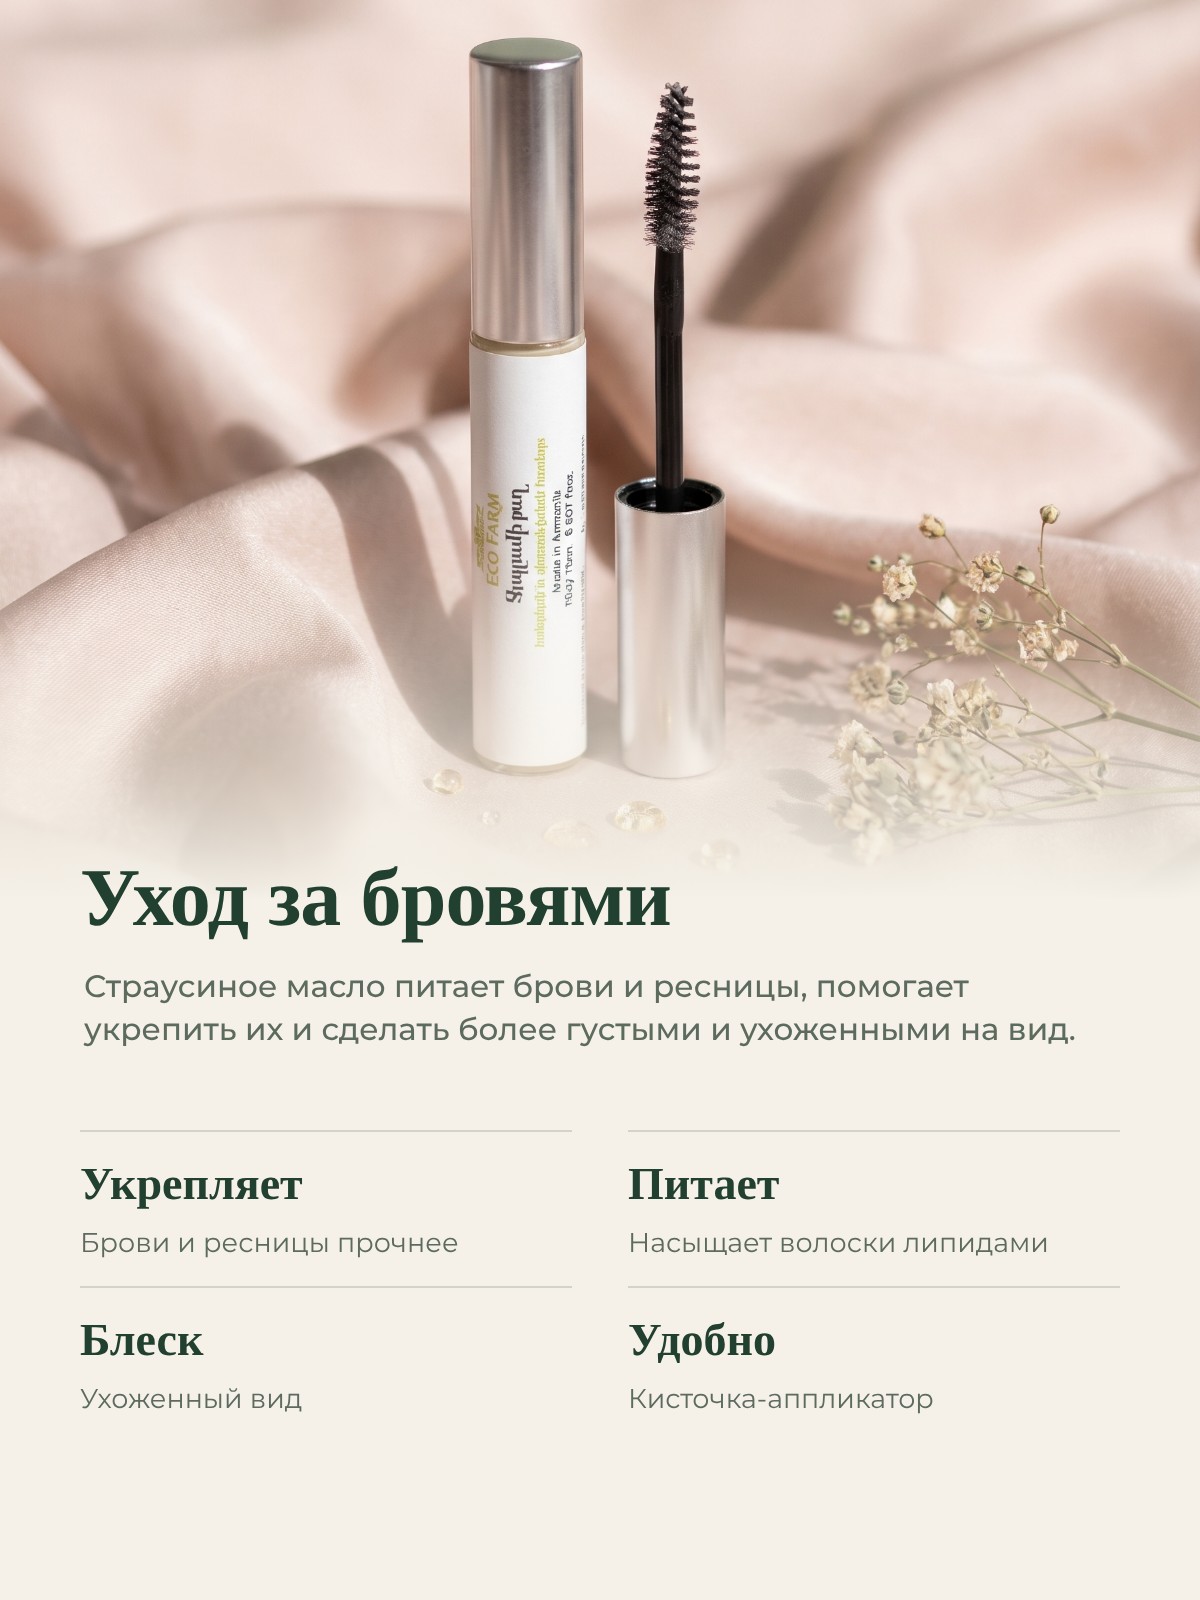 ECO FARM
Made in Armenia
Уход за бровями
Страусиное масло питает брови и ресницы, помогает
укрепить их и сделать более густыми и ухоженными на вид.
Укрепляет
Брови и ресницы прочнее
Питает
Насыщает волоски липидами
Блеск
Ухоженный вид
Удобно
Кисточка-аппликатор